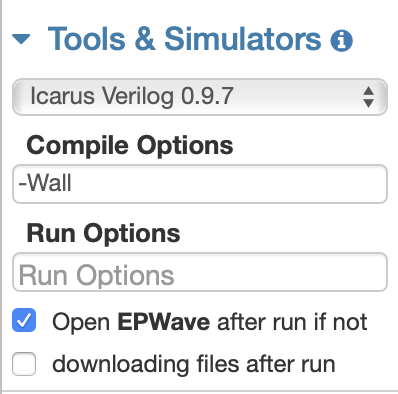 Tools & Simulators
Icarus Verilog 0.9.7
Compile Options
-Wall
Run Options
Run Options
Open EPWave after run if not
downloading files after run